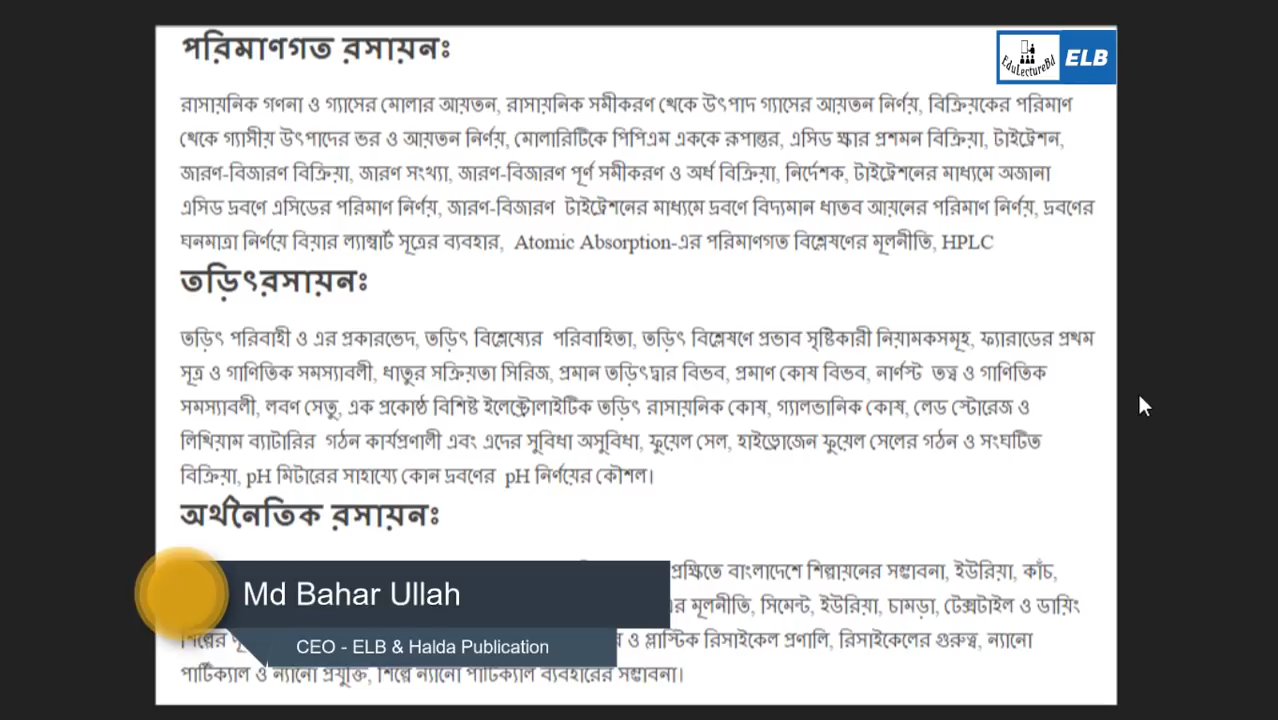 পরিমাণগত রসায়নঃ
EduLectureBd
ELB
রাসায়নিক গণনা ও গ্যাসের মোলার আয়তন, রাসায়নিক সমীকরণ থেকে উৎপাদ গ্যাসের আয়তন নির্ণয়, বিক্রিয়কের পরিমাণ
থেকে গ্যাসীয় উৎপাদের ভর ও আয়তন নির্ণয়, মোলারিটিকে পিপিএম এককে রূপান্তর, এসিড ক্ষার প্রশমন বিক্রিয়া, টাইট্রেশন,
জারণ-বিজারণ বিক্রিয়া, জারণ সংখ্যা, জারণ-বিজারণ পূর্ণ সমীকরণ ও অর্ধ বিক্রিয়া, নির্দেশক, টাইট্রেশনের মাধ্যমে অজানা
এসিড দ্রবণে এসিডের পরিমাণ নির্ণয়, জারণ-বিজারণ টাইট্রেশনের মাধ্যমে দ্রবণে বিদ্যমান ধাতব আয়নের পরিমাণ নির্ণয়, দ্রবণের
ঘনমাত্রা নির্ণয়ে বিয়ার ল্যাম্বার্ট সূত্রের ব্যবহার, Atomic Absorption-এর পরিমাণগত বিশ্লেষণের মূলনীতি, HPLC
তড়িৎরসায়নঃ
তড়িৎ পরিবাহী ও এর প্রকারভেদ, তড়িৎ বিশ্লেষ্যের পরিবাহিতা, তড়িৎ বিশ্লেষণে প্রভাব সৃষ্টিকারী নিয়ামকসমূহ, ফ্যারাডের প্রথম
সূত্র ও গাণিতিক সমস্যাবলী, ধাতুর সক্রিয়তা সিরিজ, প্রমান তড়িৎদ্বার বিভব, প্রমাণ কোষ বিভব, নার্ণস্ট তত্ব ও গাণিতিক
সমস্যাবলী, লবণ সেতু, এক প্রকোষ্ঠ বিশিষ্ট ইলেক্ট্রোলাইটিক তড়িৎ রাসায়নিক কোষ, গ্যালভানিক কোষ, লেড স্টোরেজ ও
লিথিয়াম ব্যাটারির গঠন কার্যপ্রণালী এবং এদের সুবিধা অসুবিধা, ফুয়েল সেল, হাইড্রোজেন ফুয়েল সেলের গঠন ও সংঘটিত
বিক্রিয়া, pH মিটারের সাহায্যে কোন দ্রবণের pH নির্ণয়ের কৌশল।
অর্থনৈতিক রসায়নঃ
প্রক্ষিতে বাংলাদেশে শিল্পায়নের সম্ভাবনা, ইউরিয়া, কাঁচ,
মূলনীতি, সিমেন্ট, ইউরিয়া, চামড়া, টেক্সটাইল ও ডায়িং
Md Bahar Ullah
ও প্লাস্টিক রিসাইকেল প্রণালি, রিসাইকেলের গুরুত্ব, ন্যানো
CEO - ELB & Halda Publication
পার্টিক্যাল ও ন্যানো প্রযুক্ত, শিল্পে ন্যানো পার্টিক্যাল ব্যবহারের সম্ভাবনা।